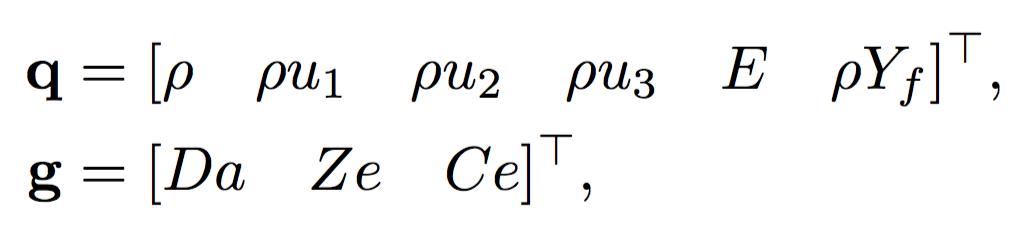 q = [ρ ρu₁ ρu₂ ρu₃ E ρY_f]^⊤,
g = [Da Ze Ce]^⊤,